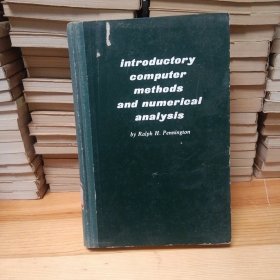 introductory
computer
methods
and numerical
analysis
by Ralph H. Pennington